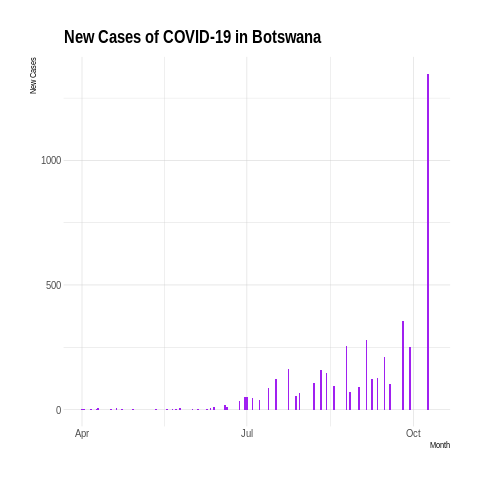 New Cases of COVID-19 in Botswana
New Cases
1000
500
0
Apr
Jul
Oct
Month